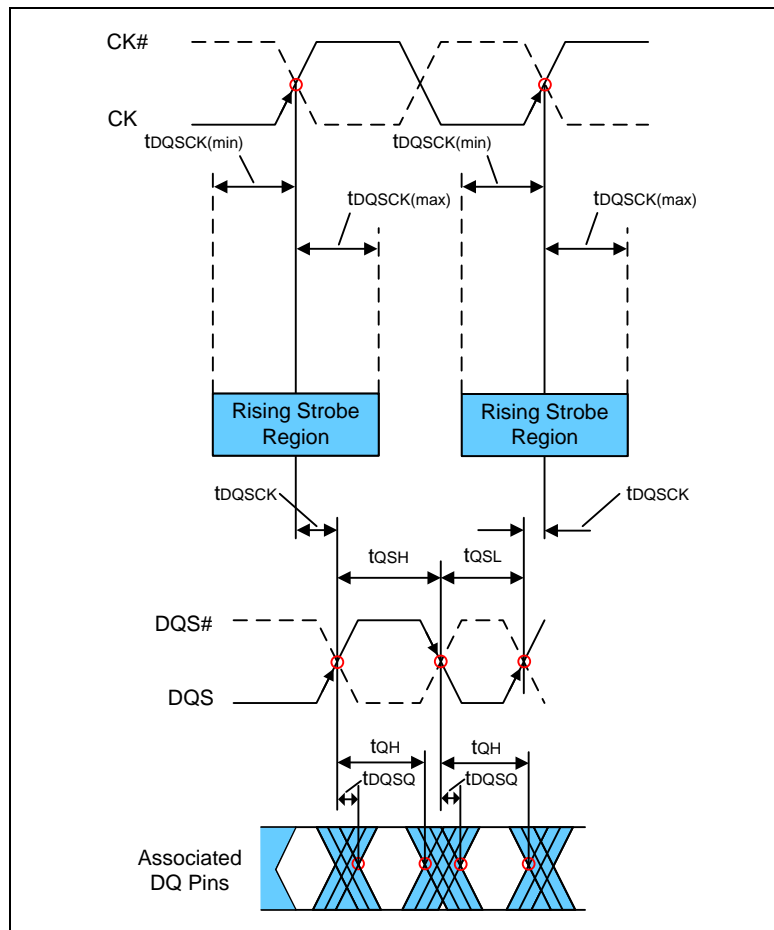 CK#
CK
tDQSCK(min)
tDQSCK(min)
tDQSCK(max)
tDQSCK(max)
Rising Strobe
Region
Rising Strobe
Region
tDQSCK
tDQSCK
tQSH
tQSL
DQS#
DQS
tQH
tQH
tDQSQ
tDQSQ
Associated
DQ Pins